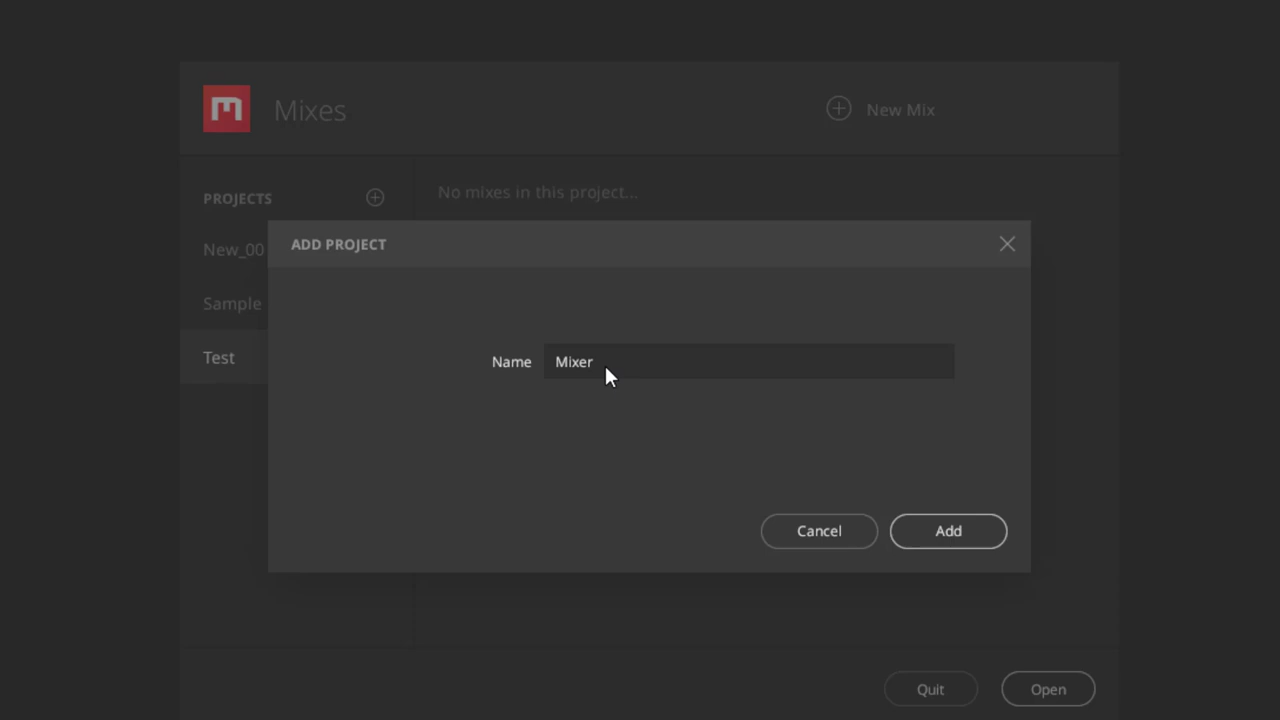 Mixes
New Mix
PROJECTS
No mixes in this project...
New_00
Sample
Test
ADD PROJECT
Name
Mixer
Cancel
Add
Quit
Open